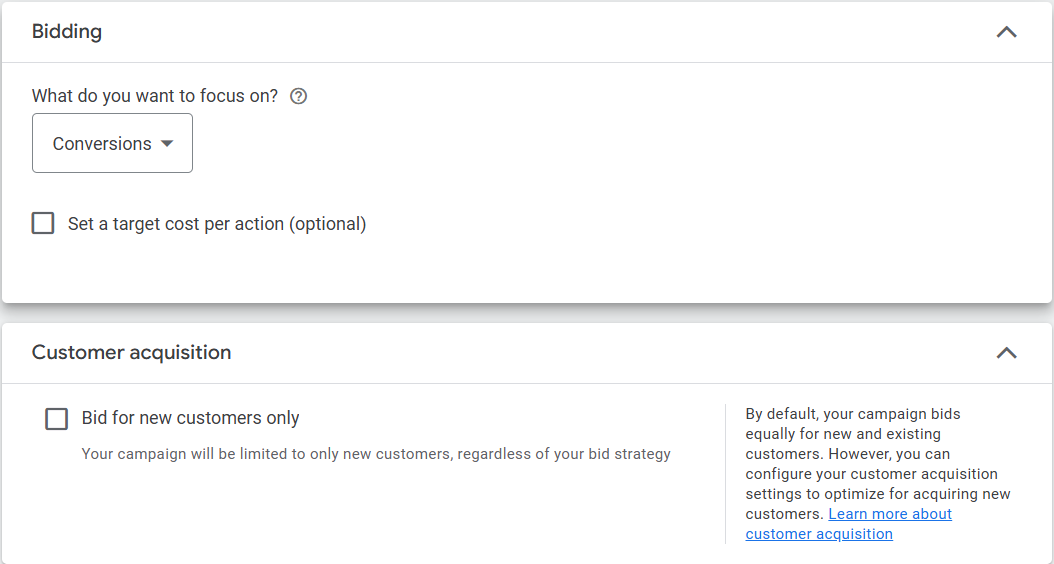 Bidding
What do you want to focus on?
Conversions
Set a target cost per action (optional)
Customer acquisition
Bid for new customers only
Your campaign will be limited to only new customers, regardless of your bid strategy
By default, your campaign bids
equally for new and existing
customers. However, you can
configure your customer acquisition
settings to optimize for acquiring new
customers. Learn more about
customer acquisition